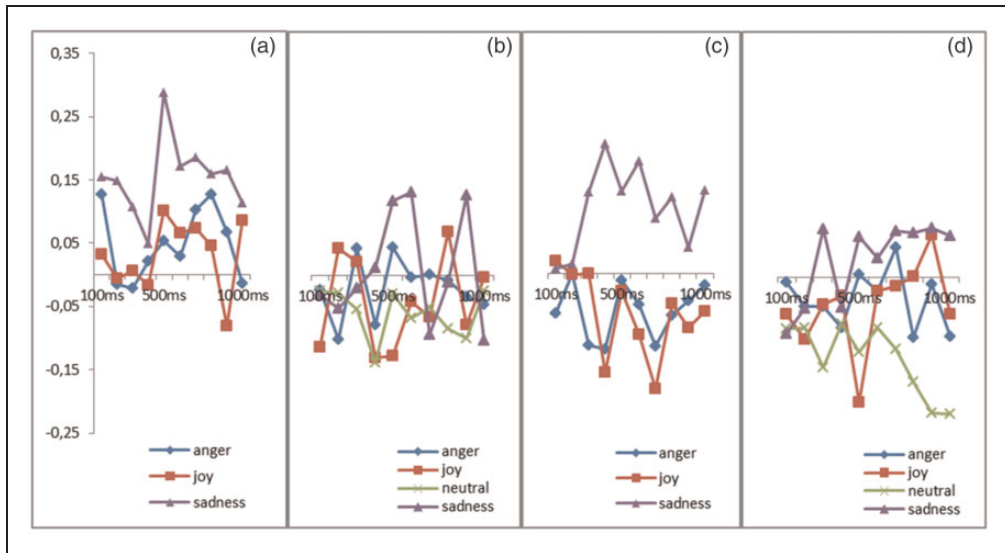 (a) (b) (c) (d)
0,35
0,25
0,15
0,05
100ms 500ms 1000ms 100ms 500ms 1000ms 100ms 500ms 1000ms 100ms 500ms 1000ms
-0,05
-0,15
-0,25
anger
joy
sadness
anger
joy
neutral
sadness
anger
joy
sadness
anger
joy
neutral
sadness